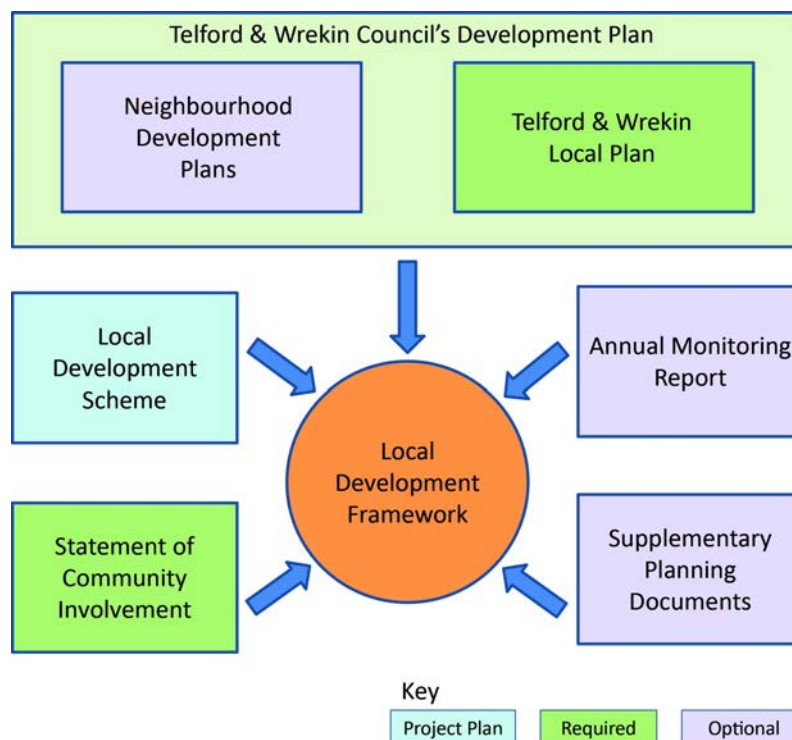 Telford & Wrekin Council's Development Plan
Neighbourhood
Development
Plans
Telford & Wrekin
Local Plan
Local
Development
Scheme
Annual Monitoring
Report
Local
Development
Framework
Statement of
Community
Involvement
Supplementary
Planning
Documents
Key
Project Plan
Required
Optional